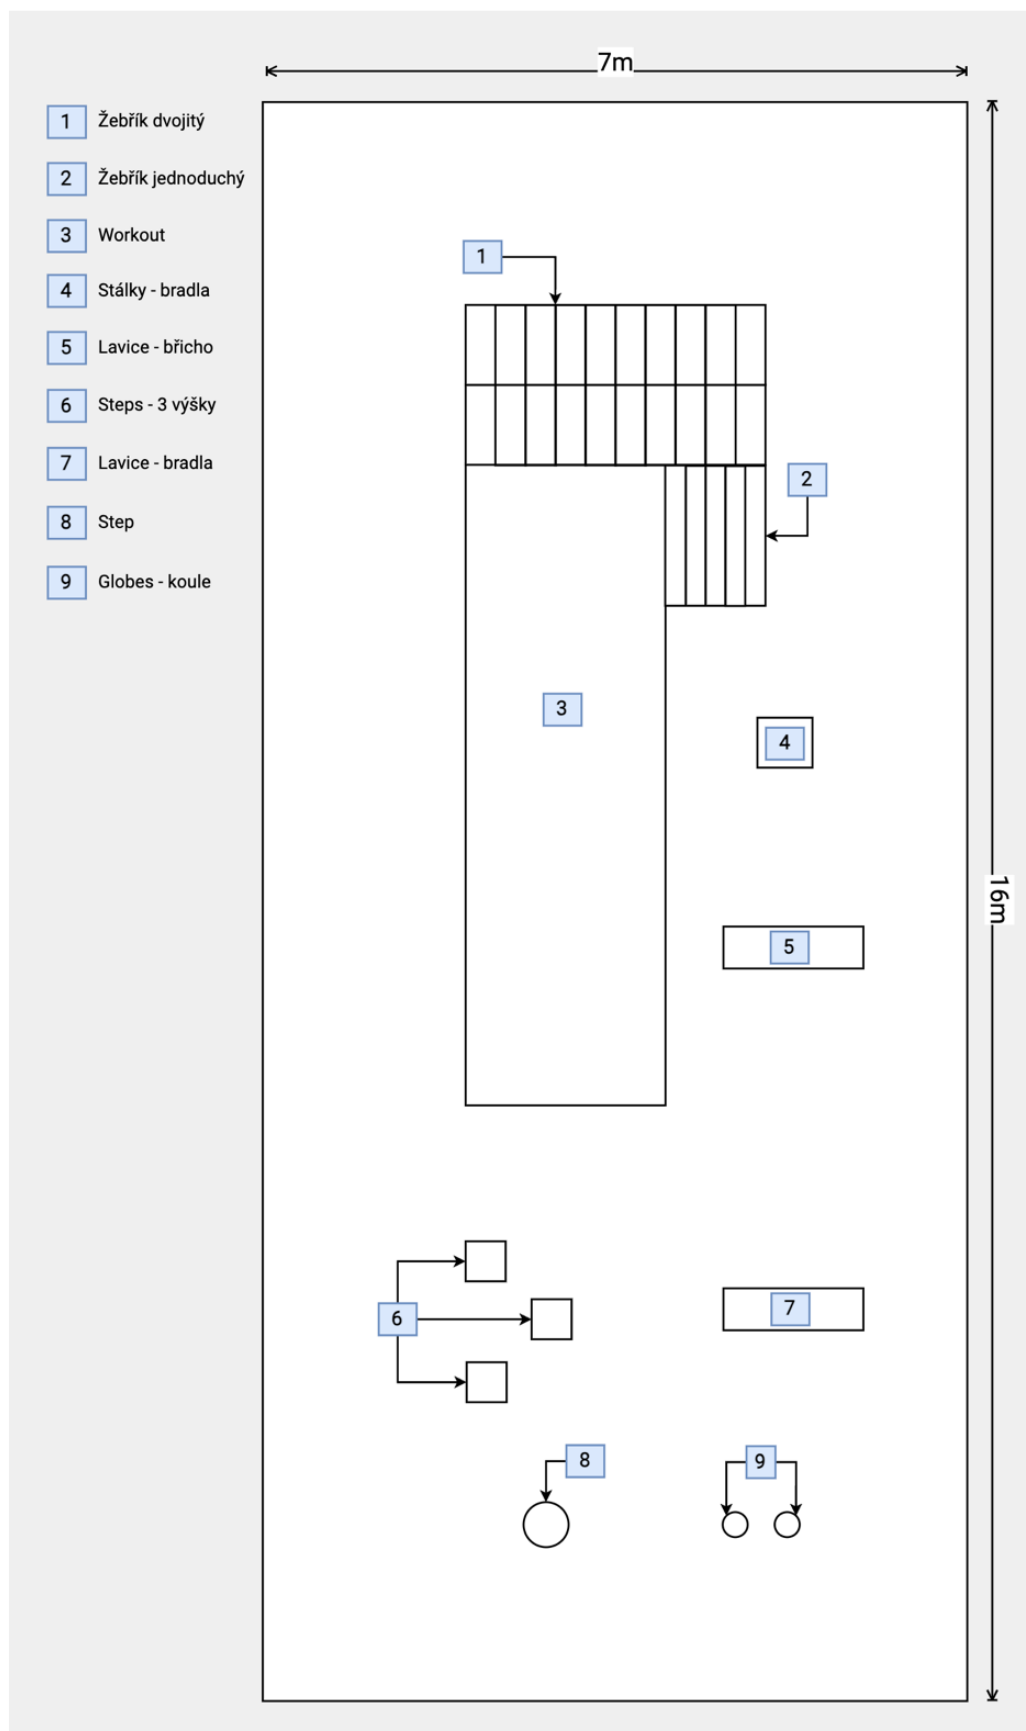 7m
1 Žebřík dvojitý
2 Žebřík jednoduchý
3 Workout
4 Stálky - bradla
5 Lavice - břicho
6 Steps - 3 výšky
7 Lavice - bradla
8 Step
9 Globes - koule
1
2
3
4
16m
5
6
7
8
9